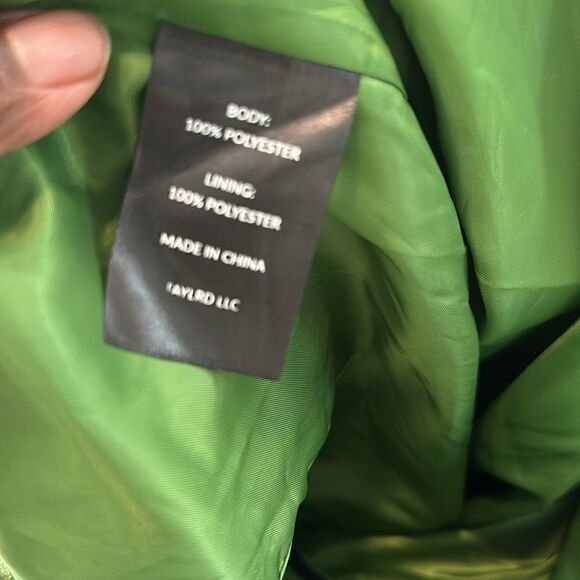 BODY:
100% POLYESTER
LINING:
100% POLYESTER
MADE IN CHINA
LLC